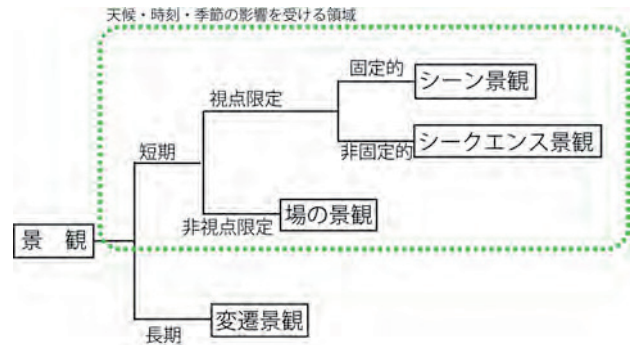 天候・時刻・季節の影響を受ける領域
固定的
シーン景観
視点限定
非固定的
シークエンス景観
短期
非視点限定
場の景観
景　観
長期
変遷景観